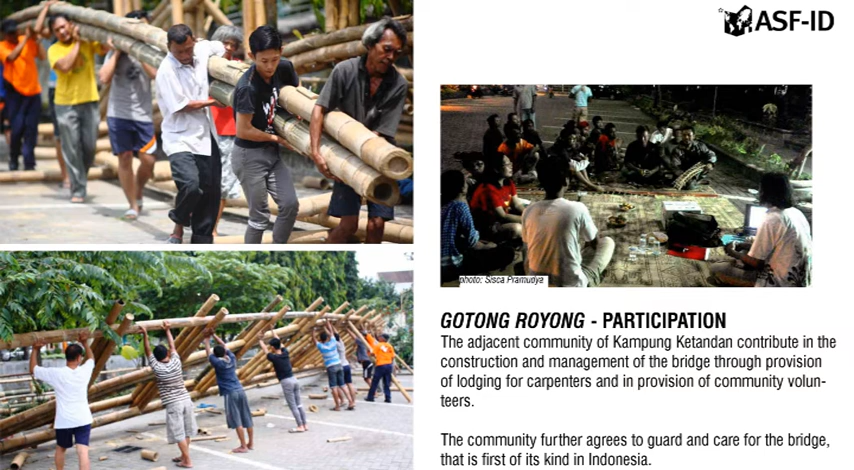 ASF-ID
photo: Sisca Pramudya
GOTONG ROYONG - PARTICIPATION
The adjacent community of Kampung Ketandan contribute in the
construction and management of the bridge through provision
of lodging for carpenters and in provision of community volun-
teers.
The community further agrees to guard and care for the bridge,
that is first of its kind in Indonesia.